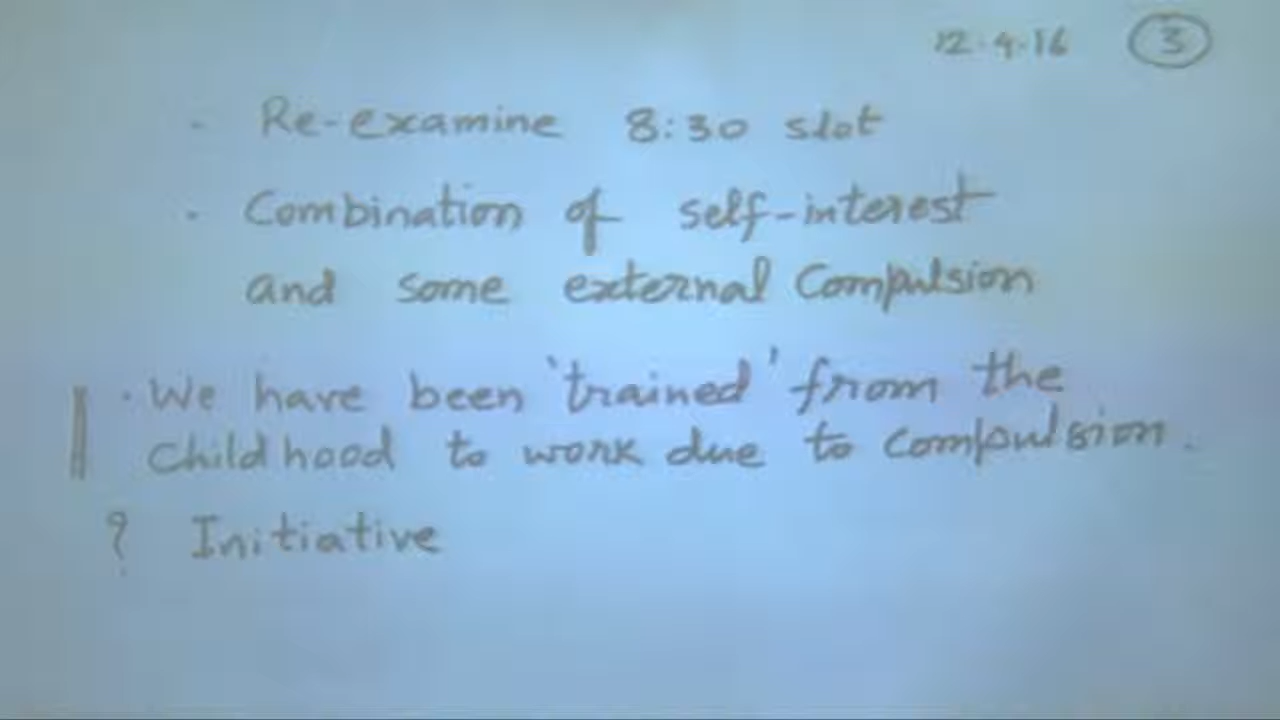 12.4.16 3
- Re-examine 8:30 slot
· Combination of self-interest
and some external Compulsion
· We have been 'trained' from the
childhood to work due to compulsion.
? Initiative